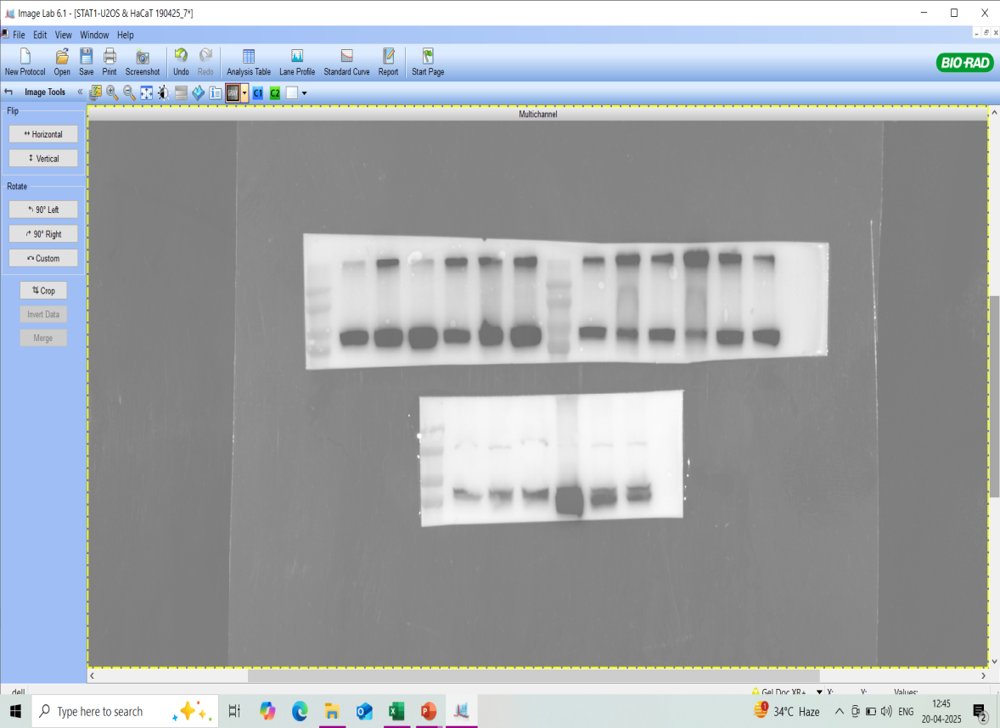 Image Lab 6.1 - [STAT1-U2OS & HaCaT 190425_7*]
File Edit View Window Help
New Protocol Open Save Print Screenshot Undo Redo Analysis Table Lane Profile Standard Curve Report Start Page
BIO-RAD
Image Tools
GRAY C1 C2
Flip
Multichannel
Horizontal
Vertical
Rotate
90° Left
90° Right
Custom
Crop
Invert Data
Merge
dell
Gel Doc XR+ X: Y: Values:
Type here to search
1
34°C Haze
ENG
12:45
20-04-2025
2